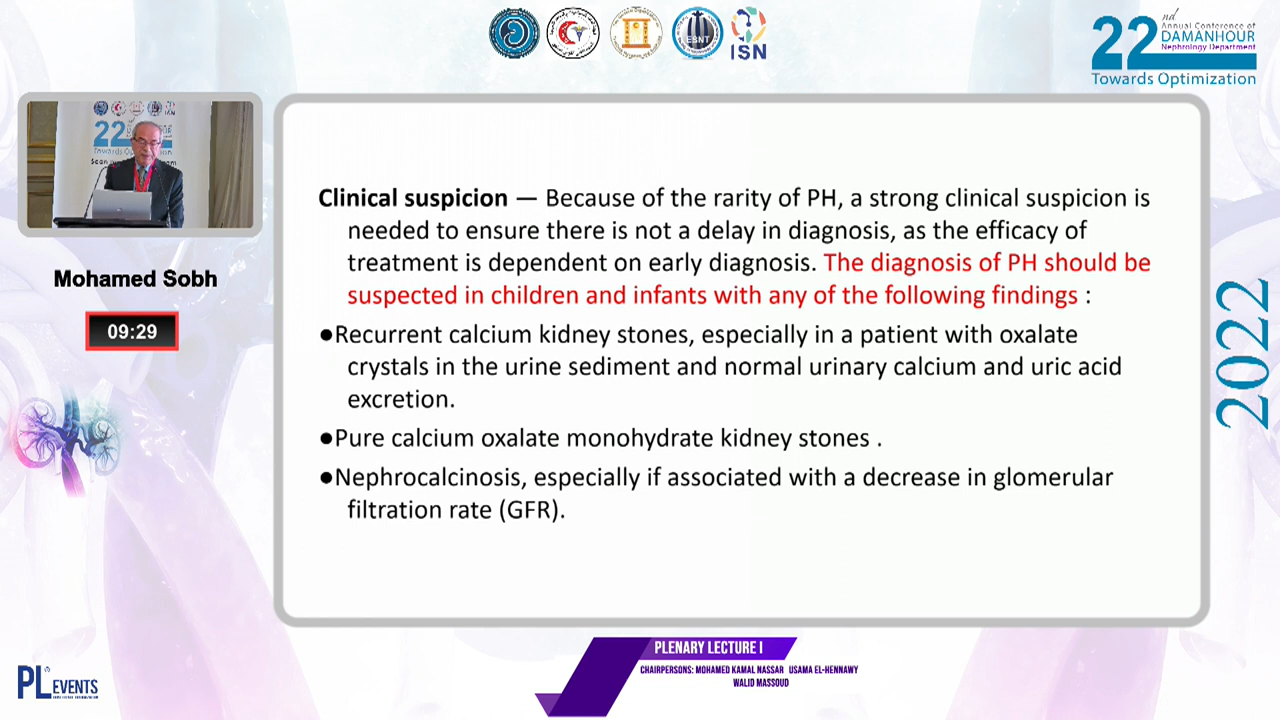 ESNT
ISN
22
nd
Annual Conference of
DAMANHOUR
Nephrology Department
Towards Optimization
22
Towards Optimization
Mohamed Sobh
09:29
Clinical suspicion — Because of the rarity of PH, a strong clinical suspicion is
needed to ensure there is not a delay in diagnosis, as the efficacy of
treatment is dependent on early diagnosis. The diagnosis of PH should be
suspected in children and infants with any of the following findings :
●Recurrent calcium kidney stones, especially in a patient with oxalate
crystals in the urine sediment and normal urinary calcium and uric acid
excretion.
●Pure calcium oxalate monohydrate kidney stones .
●Nephrocalcinosis, especially if associated with a decrease in glomerular
filtration rate (GFR).
2022
PLENARY LECTURE I
CHAIRPERSONS: MOHAMED KAMAL NASSAR USAMA EL-HENNAWY
WALID MASSOUD
PL EVENTS